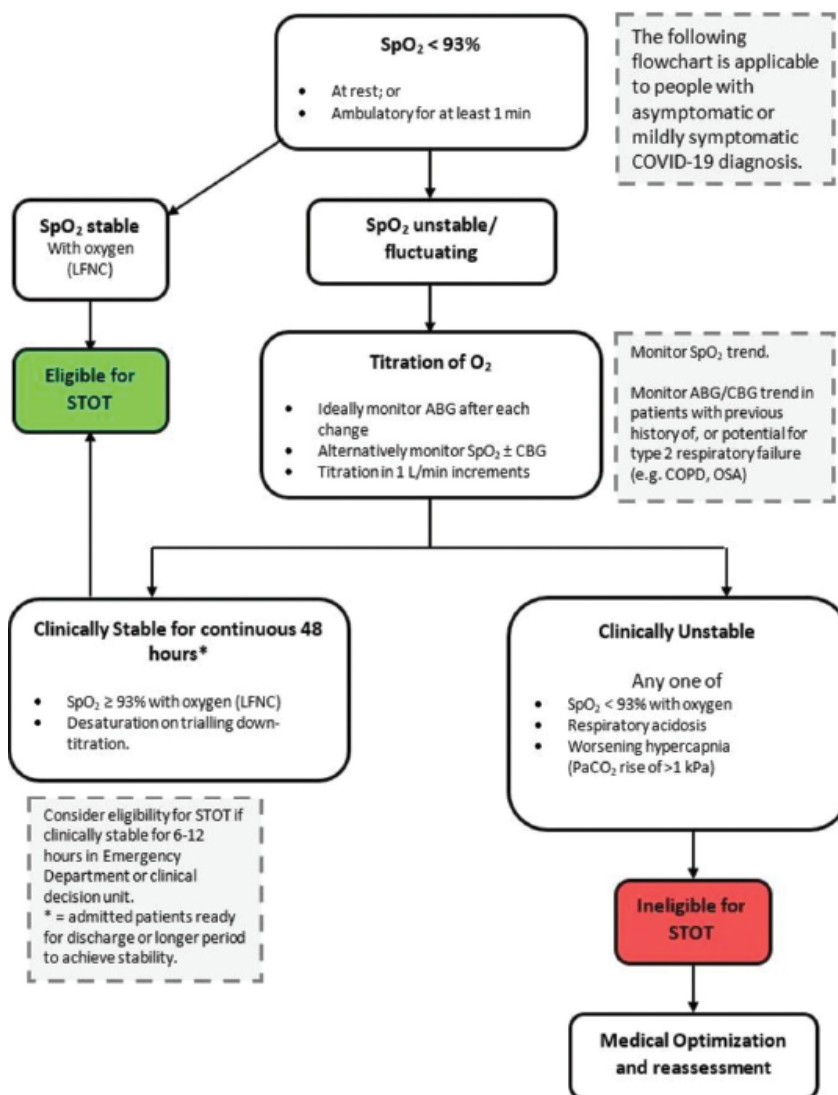 SpO₂ < 93%
• At rest; or
• Ambulatory for at least 1 min
The following
flowchart is applicable
to people with
asymptomatic or
mildly symptomatic
COVID-19 diagnosis.
SpO₂ stable
With oxygen
(LFNC)
SpO₂ unstable/
fluctuating
Eligible for
STOT
Titration of O₂
• Ideally monitor ABG after each
change
• Alternatively monitor SpO₂ ± CBG
• Titration in 1 L/min increments
Monitor SpO₂ trend.
Monitor ABG/CBG trend in
patients with previous
history of, or potential for
type 2 respiratory failure
(e.g. COPD, OSA)
Clinically Stable for continuous 48
hours*
• SpO₂ ≥ 93% with oxygen (LFNC)
• Desaturation on trialling down-
titration.
Clinically Unstable
Any one of
• SpO₂ < 93% with oxygen
• Respiratory acidosis
• Worsening hypercapnia
(PaCO₂ rise of >1 kPa)
Consider eligibility for STOT if
clinically stable for 6-12
hours in Emergency
Department or clinical
decision unit.
* = admitted patients ready
for discharge or longer period
to achieve stability.
Ineligible for
STOT
Medical Optimization
and reassessment